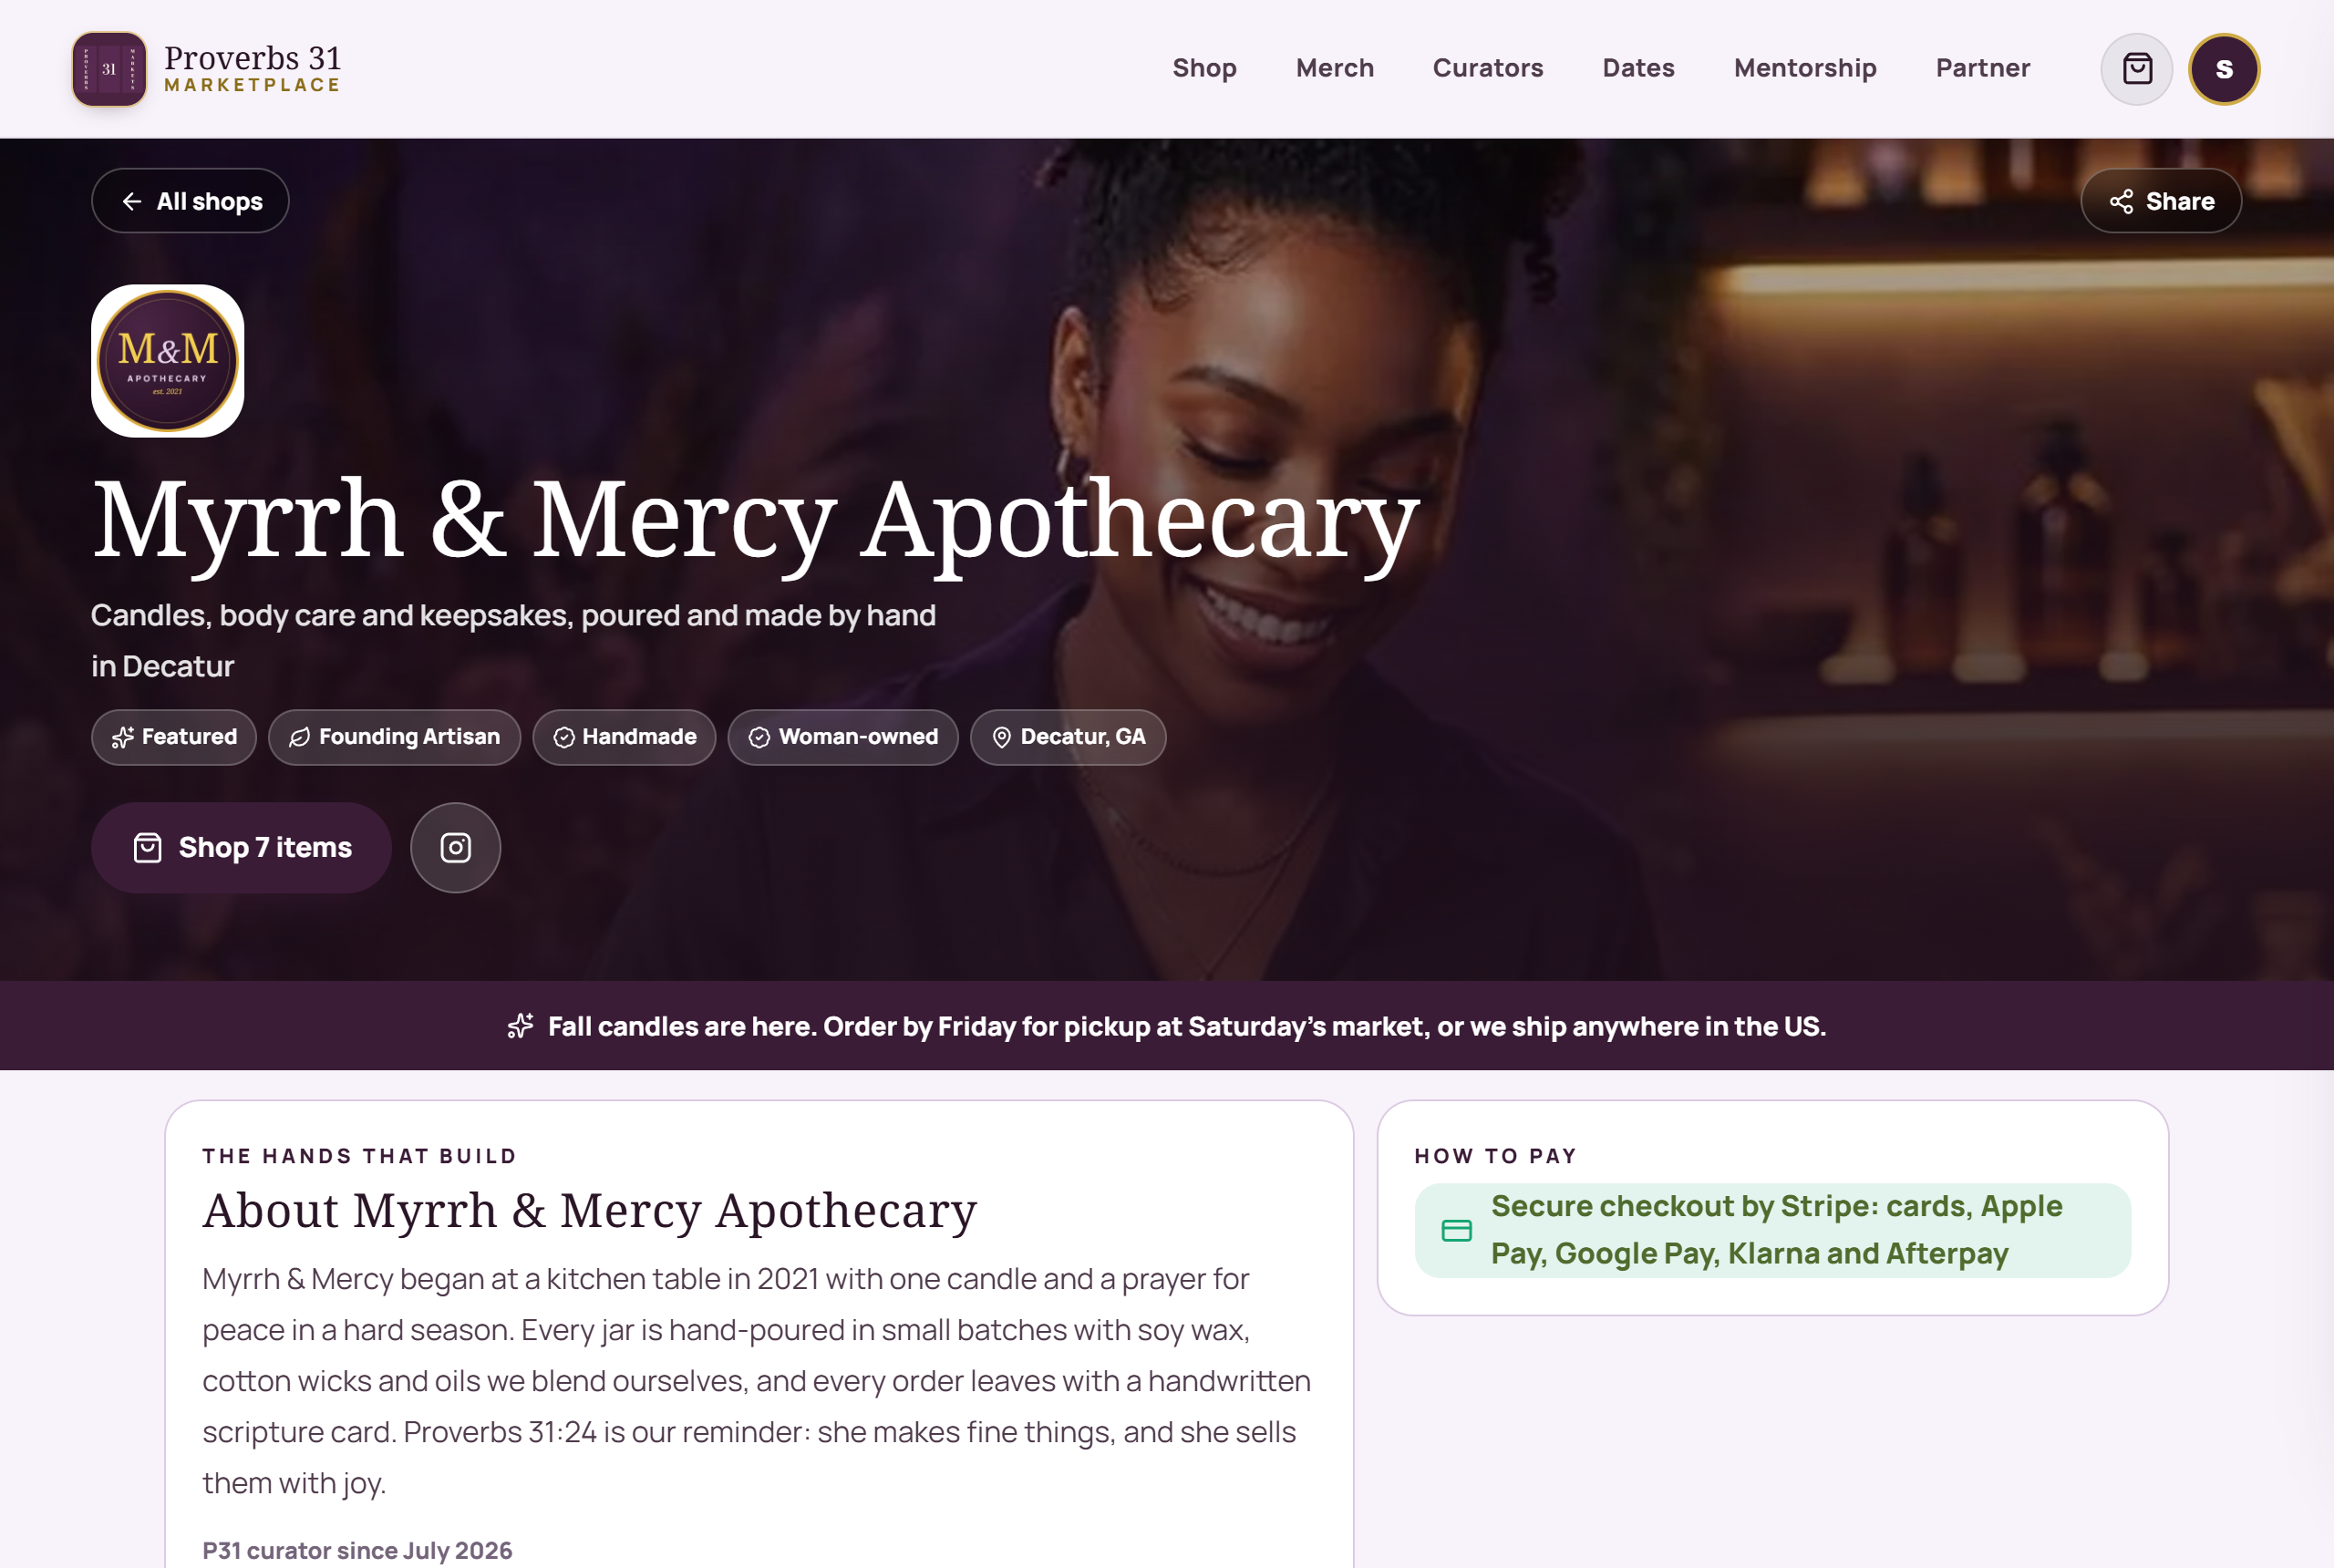 PROVERBS
31
MARKETS
Proverbs 31
MARKETPLACE
Shop
Merch
Curators
Dates
Mentorship
Partner
S
All shops
Share
M&M
APOTHECARY
est. 2021
Myrrh & Mercy Apothecary
Candles, body care and keepsakes, poured and made by hand
in Decatur
Featured
Founding Artisan
Handmade
Woman-owned
Decatur, GA
Shop 7 items
Fall candles are here. Order by Friday for pickup at Saturday’s market, or we ship anywhere in the US.
THE HANDS THAT BUILD
About Myrrh & Mercy Apothecary
Myrrh & Mercy began at a kitchen table in 2021 with one candle and a prayer for
peace in a hard season. Every jar is hand-poured in small batches with soy wax,
cotton wicks and oils we blend ourselves, and every order leaves with a handwritten
scripture card. Proverbs 31:24 is our reminder: she makes fine things, and she sells
them with joy.
P31 curator since July 2026
HOW TO PAY
Secure checkout by Stripe: cards, Apple
Pay, Google Pay, Klarna and Afterpay